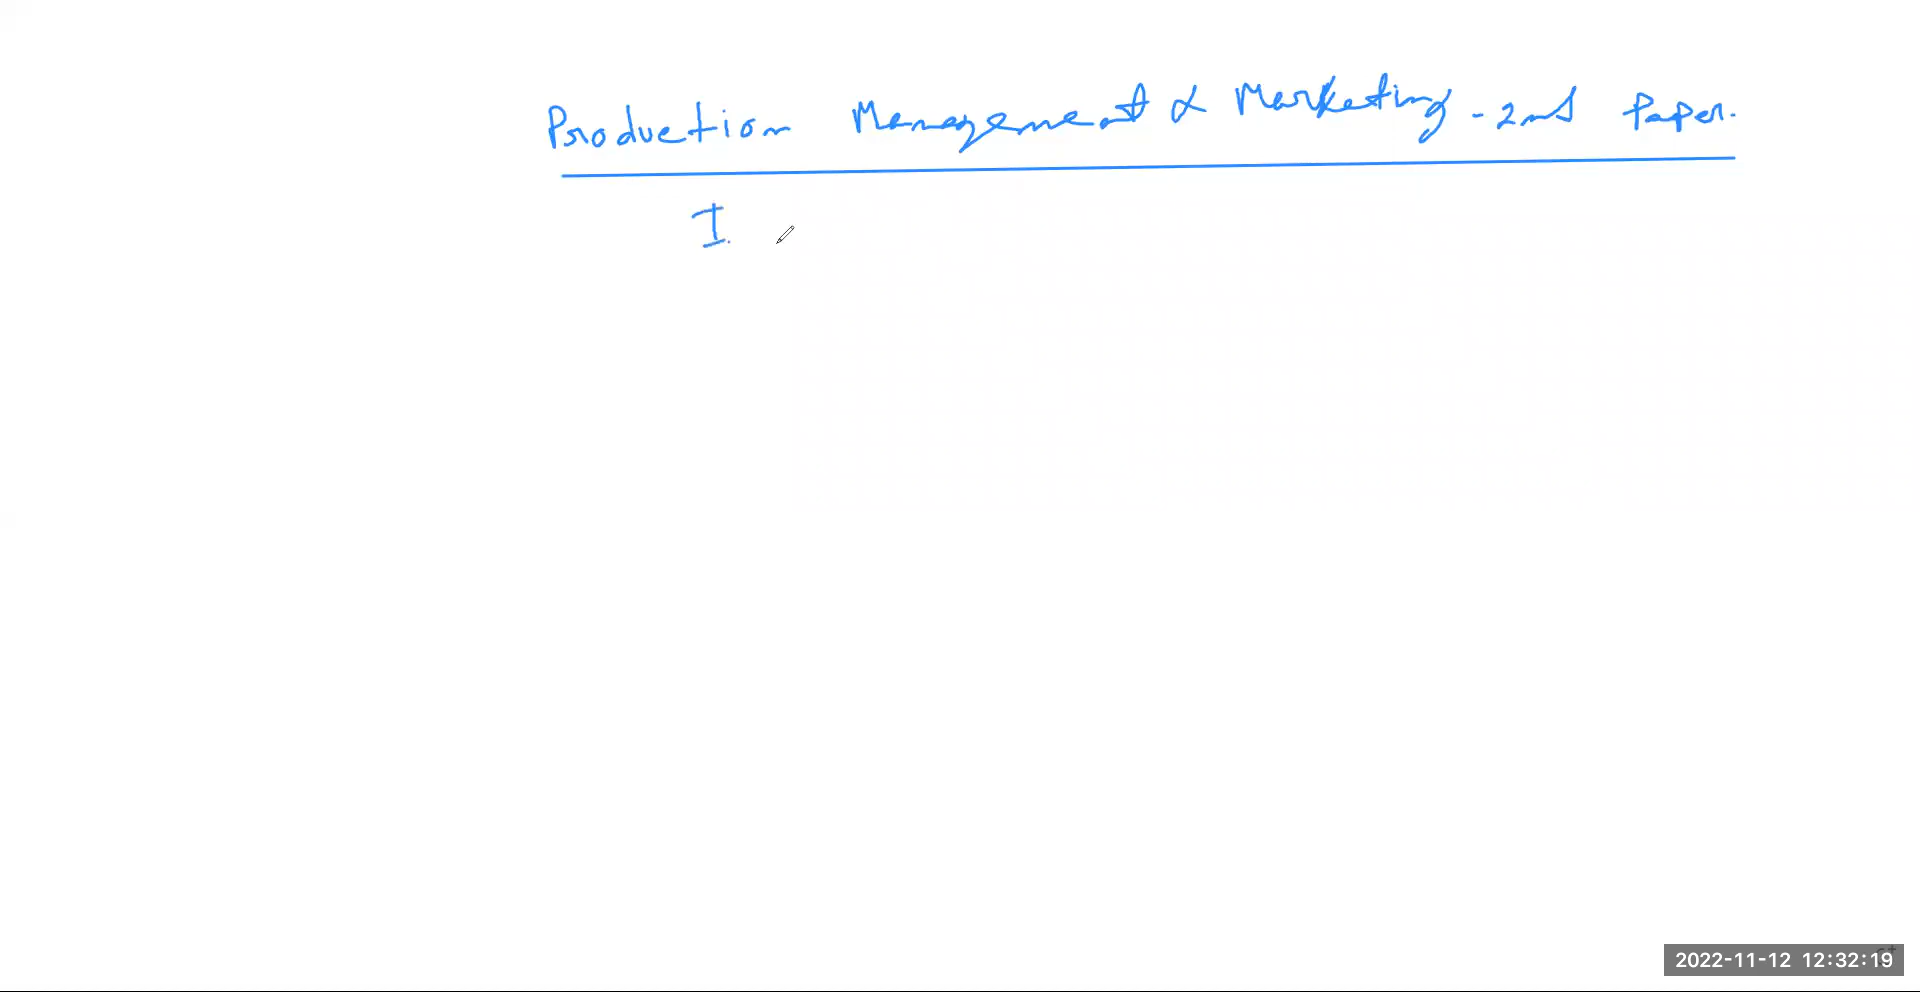 Production Management & Marketing - 2nd Paper.
I.
2022-11-12 12:32:19